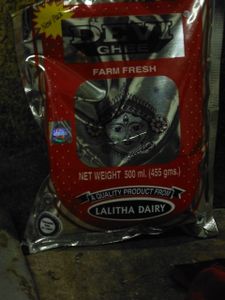 DEVI
GHEE
FARM FRESH
NET WEIGHT 500 ml. (455 gms.)
A QUALITY PRODUCT FROM
LALITHA DAIRY